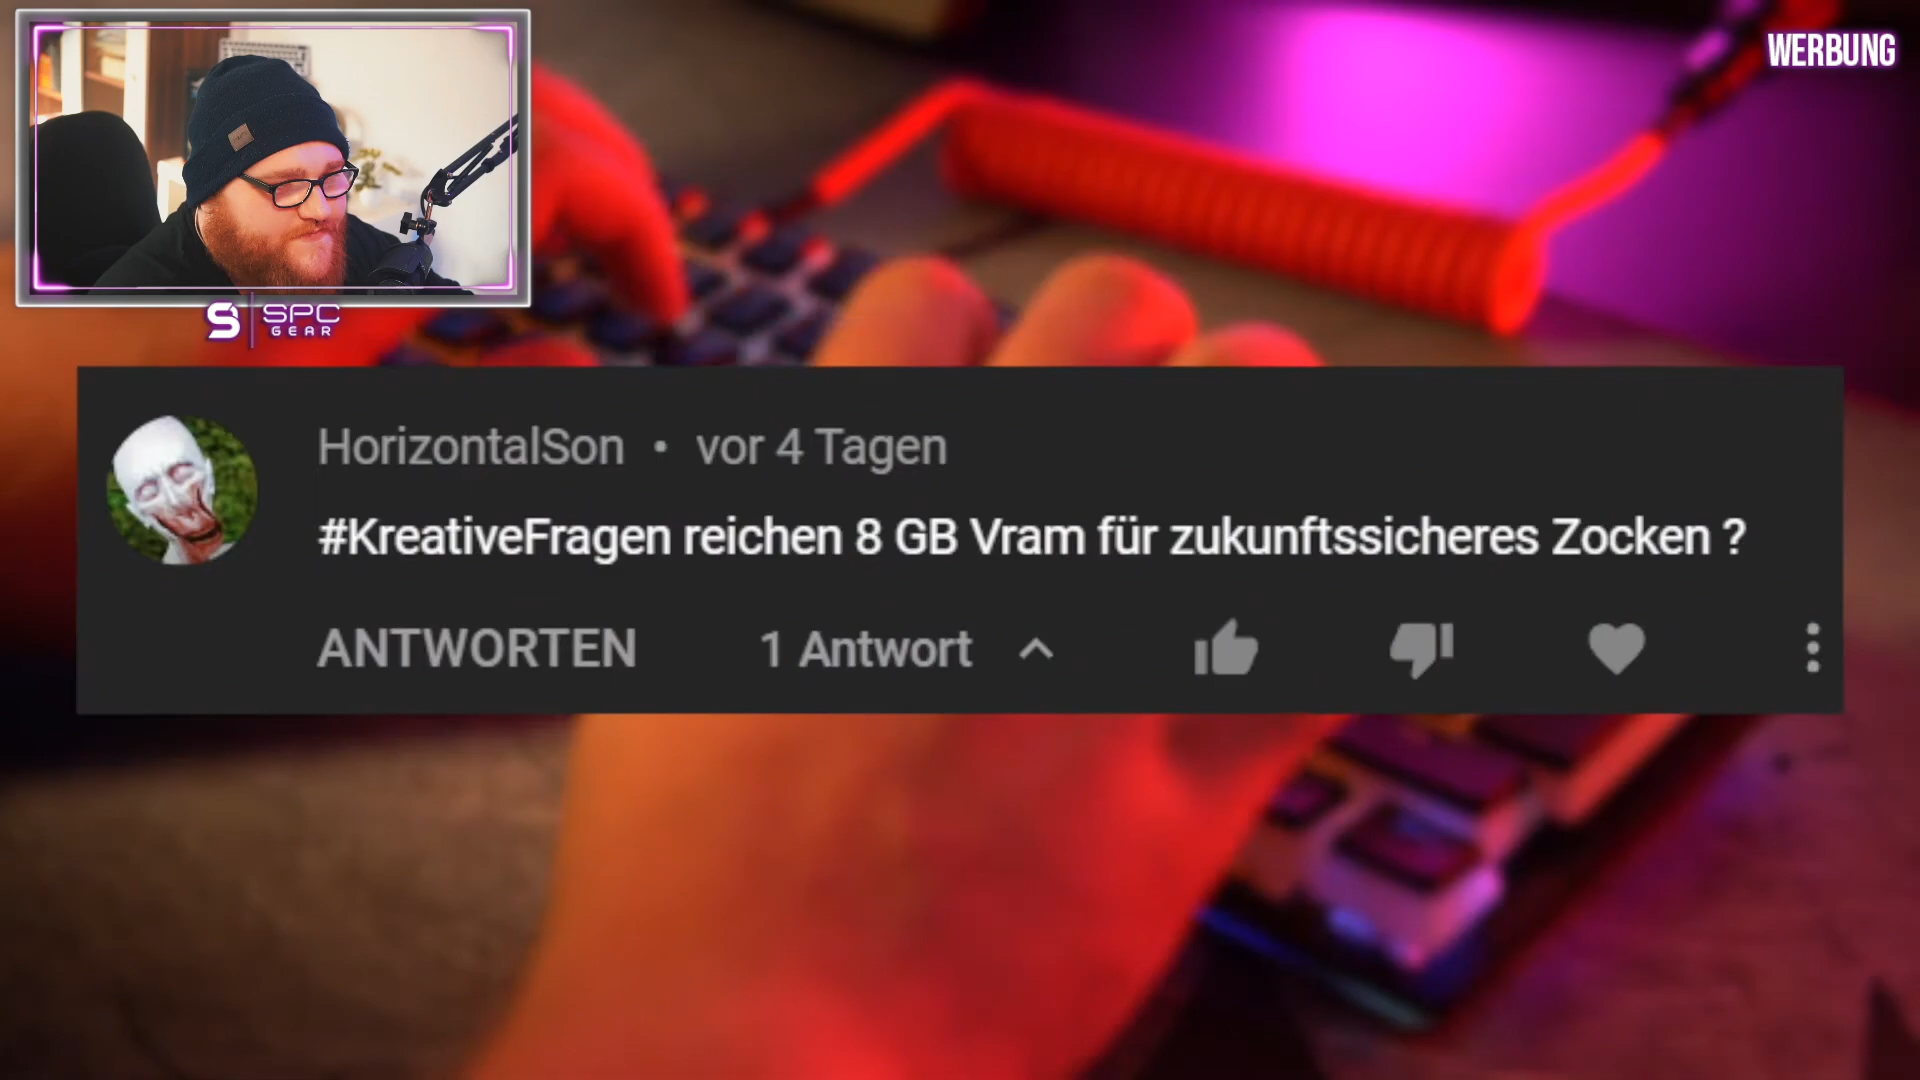 WERBUNG
S | SPC
GEAR
HorizontalSon • vor 4 Tagen
#KreativeFragen reichen 8 GB Vram für zukunftssicheres Zocken ?
ANTWORTEN 1 Antwort